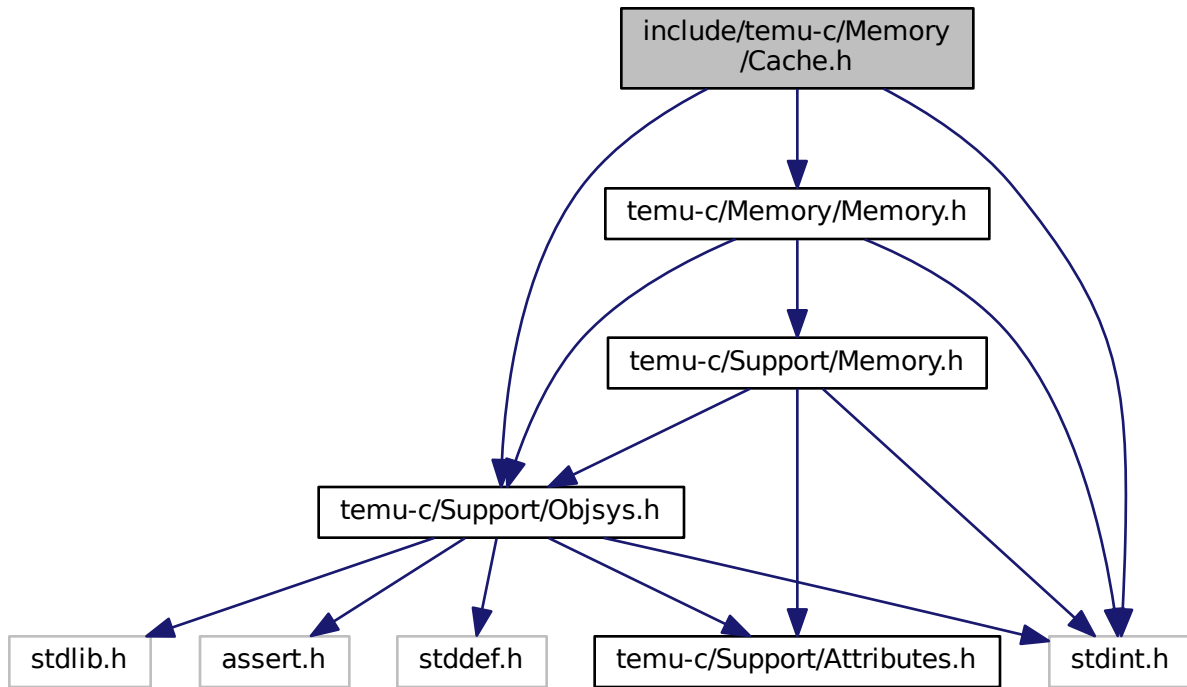 include/temu-c/Memory
/Cache.h
temu-c/Memory/Memory.h
temu-c/Support/Memory.h
temu-c/Support/Objsys.h
stdlib.h
assert.h
stddef.h
temu-c/Support/Attributes.h
stdint.h